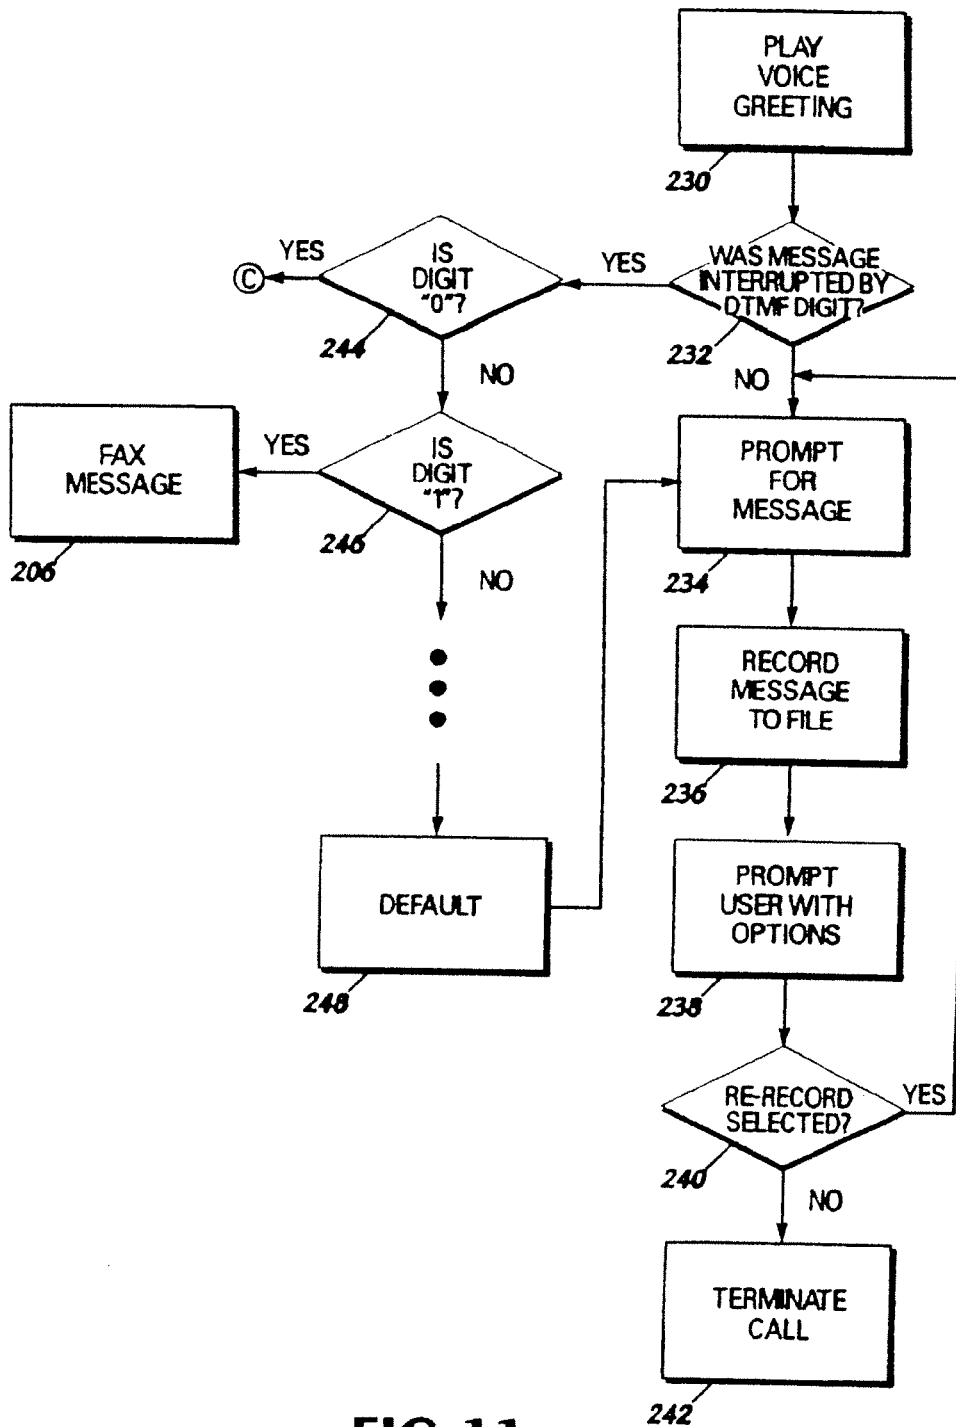 PLAY
VOICE
GREETING
230
WAS MESSAGE
INTERRUPTED BY
DTMF DIGIT?
232
YES
NO
IS
DIGIT
"0"?
244
YES
C
NO
IS
DIGIT
"1"?
246
YES
FAX
MESSAGE
206
NO
DEFAULT
248
PROMPT
FOR
MESSAGE
234
RECORD
MESSAGE
TO FILE
236
PROMPT
USER WITH
OPTIONS
238
RE-RECORD
SELECTED?
240
YES
NO
TERMINATE
CALL
242
FIG. 11